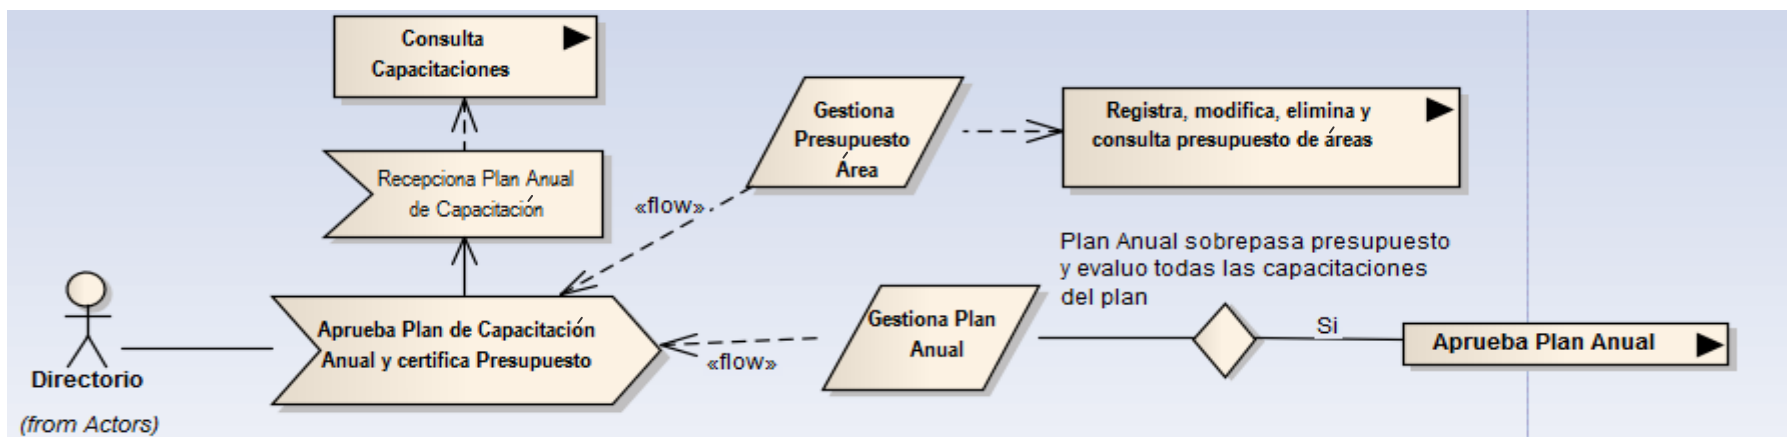 Consulta
Capacitaciones
Gestiona
Presupuesto
Área
Registra, modifica, elimina y
consulta presupuesto de áreas
Recepciona Plan Anual
de Capacitación
«flow»
Plan Anual sobrepasa presupuesto
y evaluo todas las capacitaciones
del plan
Aprueba Plan de Capacitación
Anual y certifica Presupuesto
«flow»
Gestiona Plan
Anual
Si
Aprueba Plan Anual
Directorio
(from Actors)